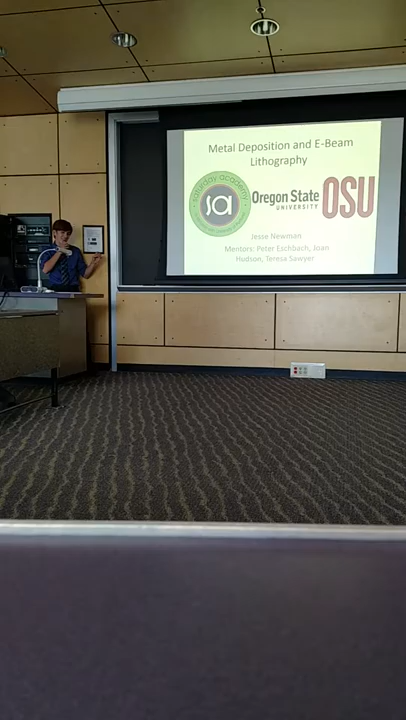 Metal Deposition and E-Beam
Lithography
saturday academy
sa
Oregon State
UNIVERSITY
OSU
Jesse Newman
Mentors: Peter Eschbach, Joan
Hudson, Teresa Sawyer